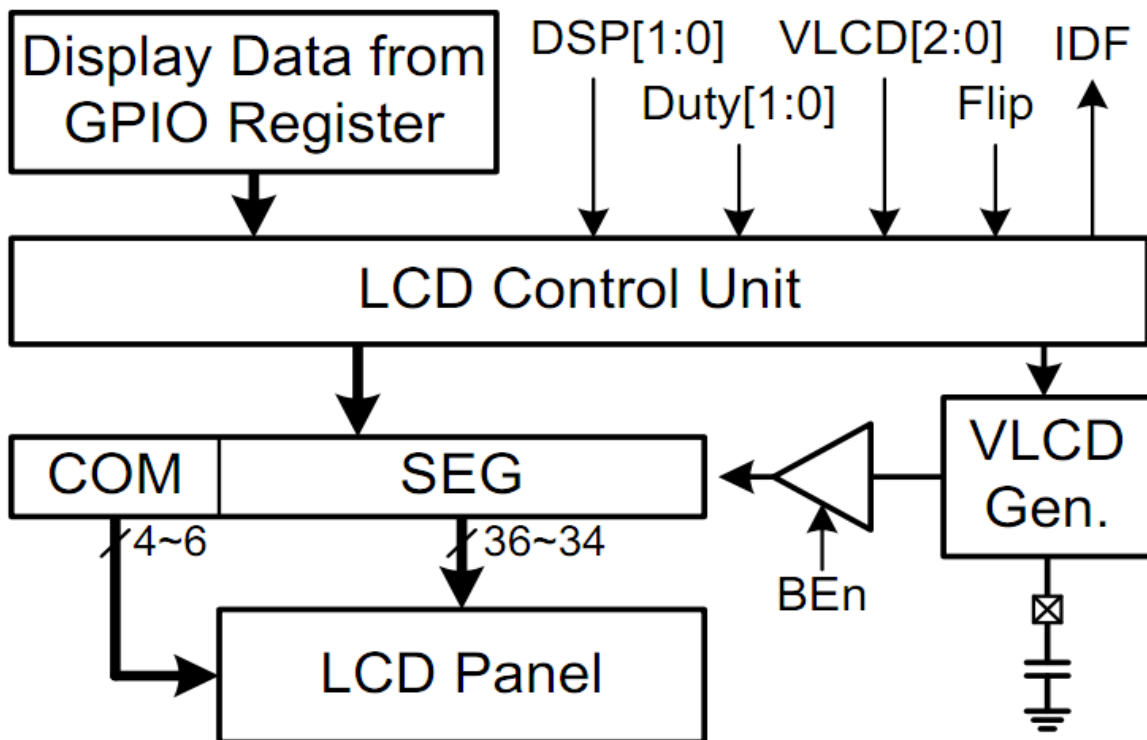 Display Data from
GPIO Register
DSP[1:0]
VLCD[2:0]
IDF
Duty[1:0]
Flip
LCD Control Unit
COM
SEG
VLCD
Gen.
4~6
36~34
BEn
LCD Panel